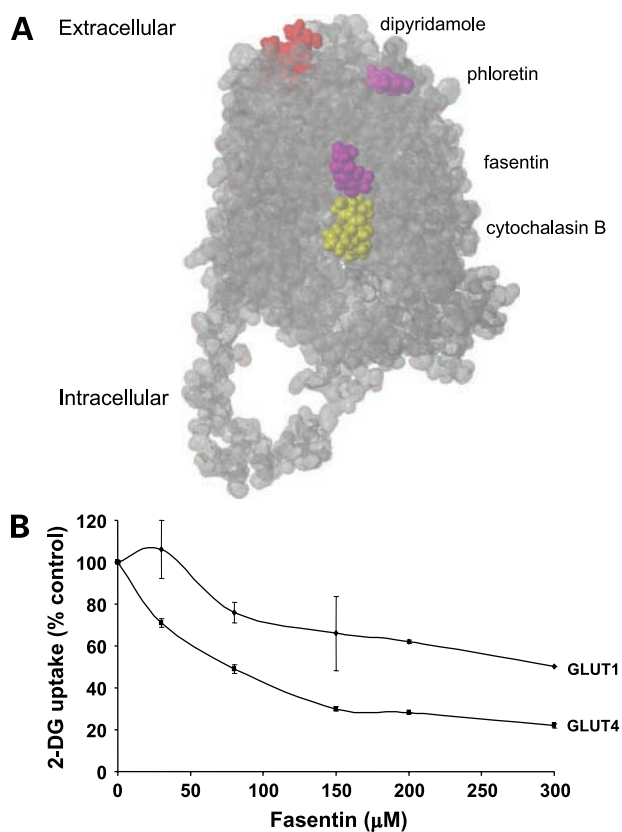 A
Extracellular
dipyridamole
phloretin
fasentin
cytochalasin B
Intracellular
B
2-DG uptake (% control)
120
100
80
60
40
20
0
GLUT1
GLUT4
0 50 100 150 200 250 300
Fasentin (μM)